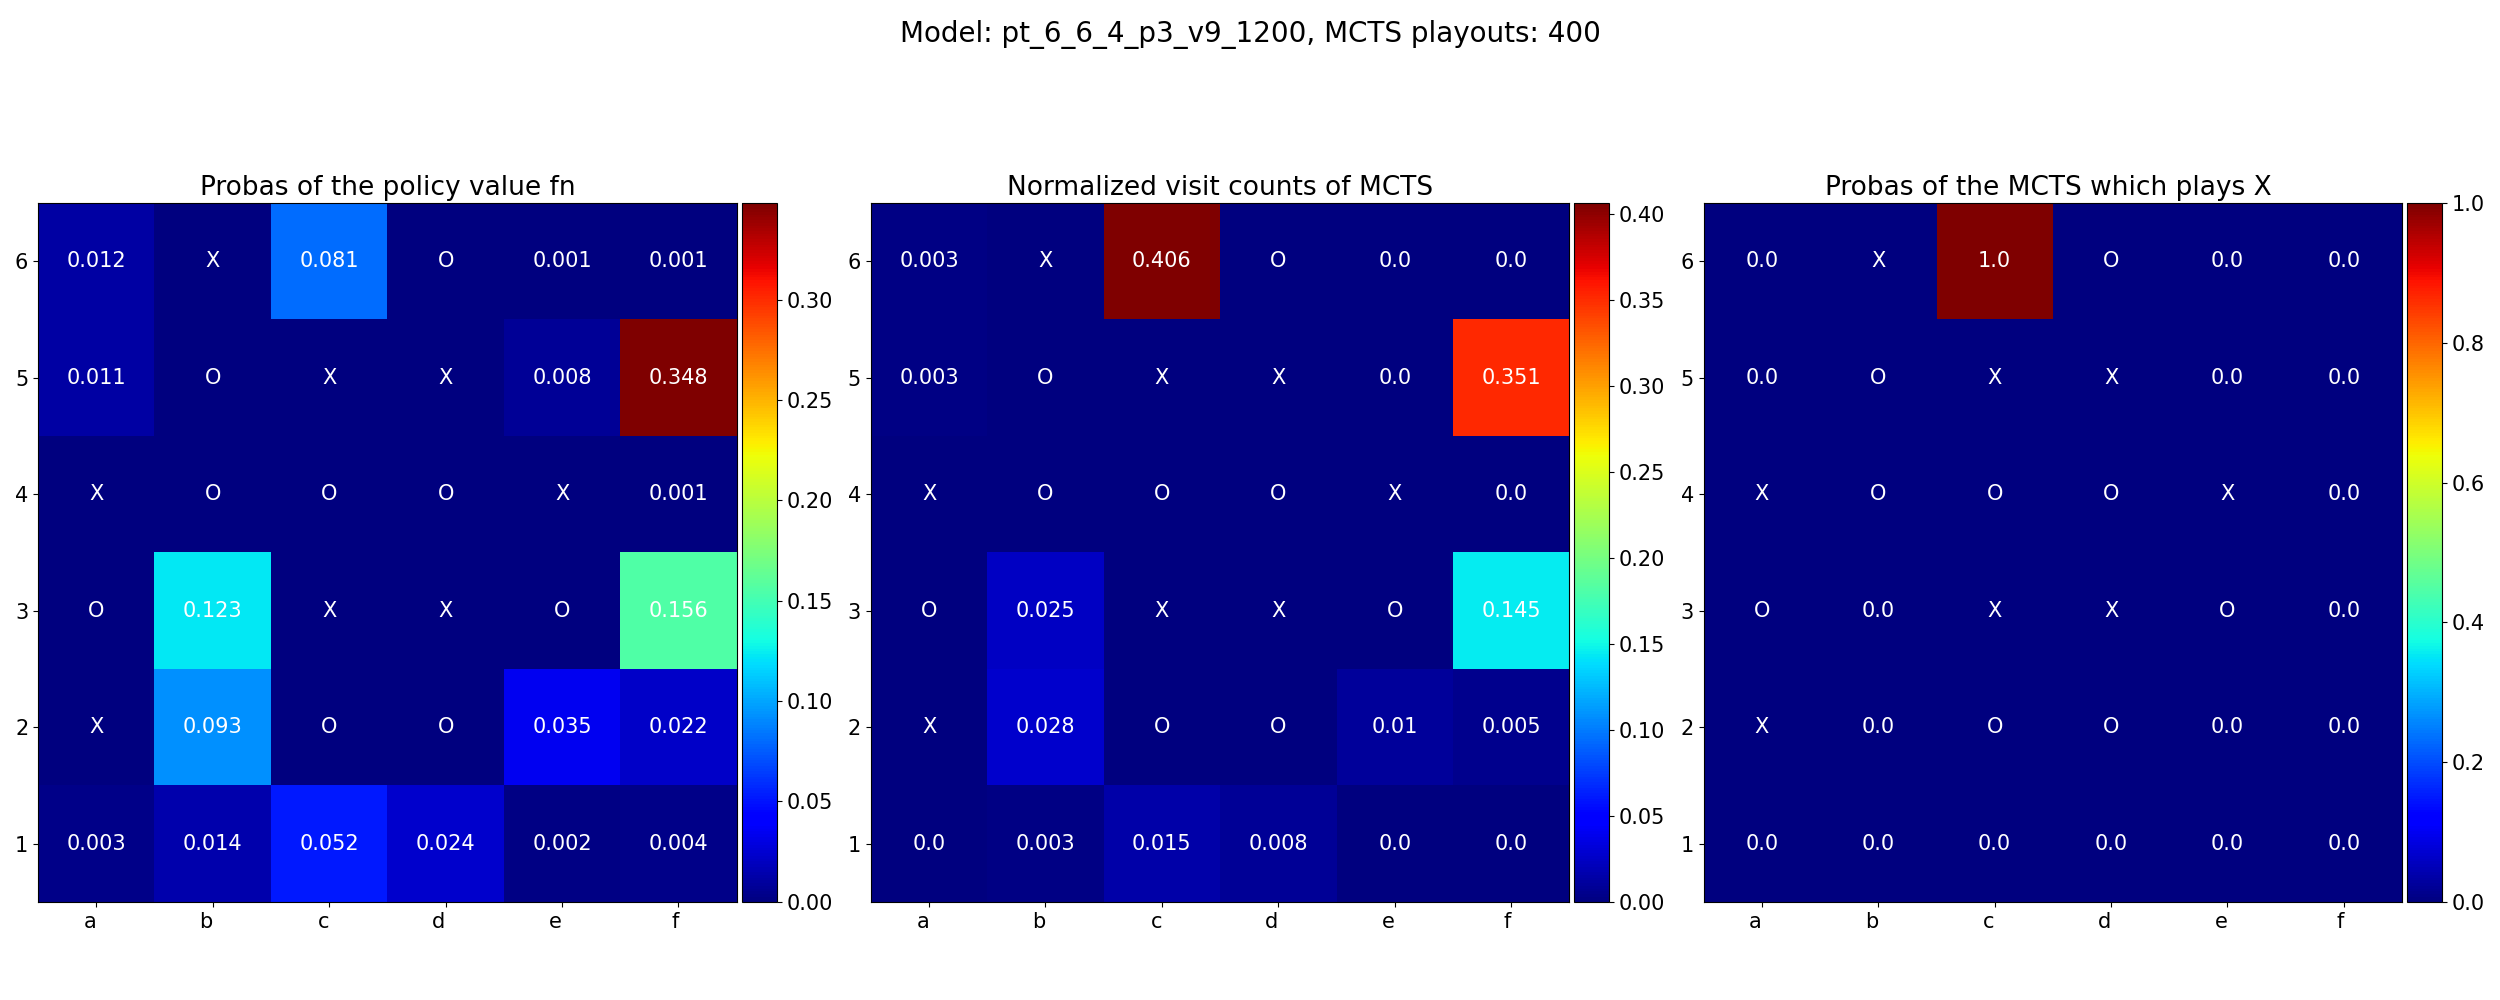 Model: pt_6_6_4_p3_v9_1200, MCTS playouts: 400
Probas of the policy value fn
6 0.012 X 0.081 O 0.001 0.001
5 0.011 O X X 0.008 0.348
4 X O O O X 0.001
3 O 0.123 X X O 0.156
2 X 0.093 O O 0.035 0.022
1 0.003 0.014 0.052 0.024 0.002 0.004
a b c d e f
0.30
0.25
0.20
0.15
0.10
0.05
0.00
Normalized visit counts of MCTS
6 0.003 X 0.406 O 0.0 0.0
5 0.003 O X X 0.0 0.351
4 X O O O X 0.0
3 O 0.025 X X O 0.145
2 X 0.028 O O 0.01 0.005
1 0.0 0.003 0.015 0.008 0.0 0.0
a b c d e f
0.40
0.35
0.30
0.25
0.20
0.15
0.10
0.05
0.00
Probas of the MCTS which plays X
6 0.0 X 1.0 O 0.0 0.0
5 0.0 O X X 0.0 0.0
4 X O O O X 0.0
3 O 0.0 X X O 0.0
2 X 0.0 O O 0.0 0.0
1 0.0 0.0 0.0 0.0 0.0 0.0
a b c d e f
1.0
0.8
0.6
0.4
0.2
0.0